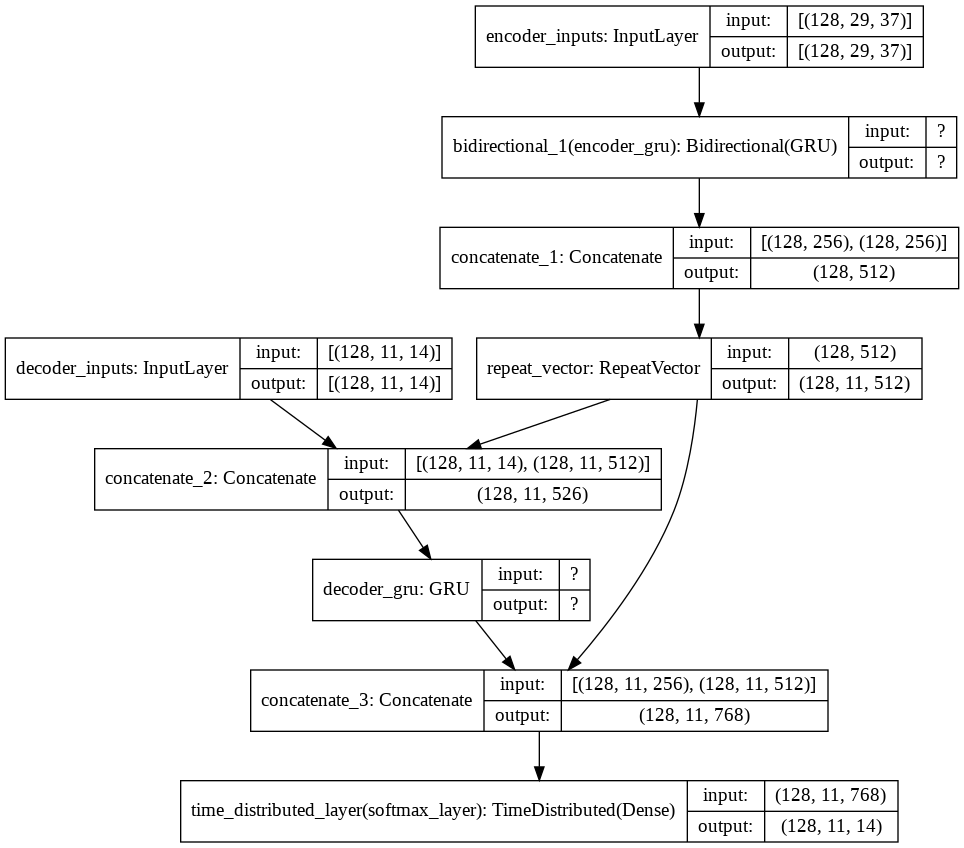 encoder_inputs: InputLayer
input: [(128, 29, 37)]
output: [(128, 29, 37)]
bidirectional_1(encoder_gru): Bidirectional(GRU)
input: ?
output: ?
concatenate_1: Concatenate
input: [(128, 256), (128, 256)]
output: (128, 512)
decoder_inputs: InputLayer
input: [(128, 11, 14)]
output: [(128, 11, 14)]
repeat_vector: RepeatVector
input: (128, 512)
output: (128, 11, 512)
concatenate_2: Concatenate
input: [(128, 11, 14), (128, 11, 512)]
output: (128, 11, 526)
decoder_gru: GRU
input: ?
output: ?
concatenate_3: Concatenate
input: [(128, 11, 256), (128, 11, 512)]
output: (128, 11, 768)
time_distributed_layer(softmax_layer): TimeDistributed(Dense)
input: (128, 11, 768)
output: (128, 11, 14)